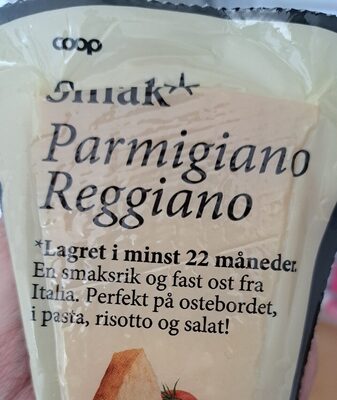 coop
Smak*
Parmigiano
Reggiano
*Lagret i minst 22 måneder.
En smaksrik og fast ost fra
Italia. Perfekt på ostebordet,
i pasta, risotto og salat!